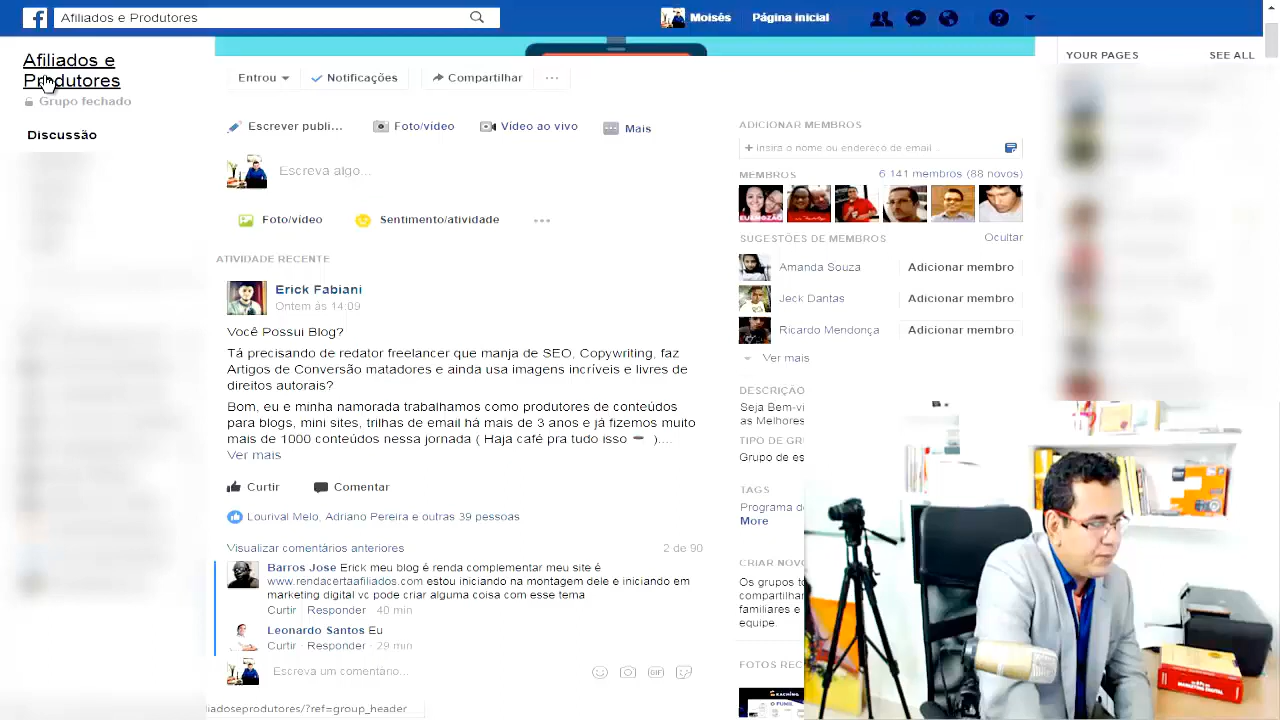 Afiliados e Produtores
Moisés
Página inicial
Afiliados e
Produtores
Grupo fechado
Discussão
Entrou
Notificações
Compartilhar
YOUR PAGES
SEE ALL
Escrever publi...
Foto/vídeo
Vídeo ao vivo
Mais
Escreva algo...
Foto/vídeo
Sentimento/atividade
ATIVIDADE RECENTE
Erick Fabiani
Ontem às 14:09
Você Possui Blog?
Tá precisando de redator freelancer que manja de SEO, Copywriting, faz
Artigos de Conversão matadores e ainda usa imagens incríveis e livres de
direitos autorais?
Bom, eu e minha namorada trabalhamos como produtores de conteúdos
para blogs, mini sites, trilhas de email há mais de 3 anos e já fizemos muito
mais de 1000 conteúdos nessa jornada ( Haja café pra tudo isso ☕ )....
Ver mais
Curtir
Comentar
Lourival Melo, Adriano Pereira e outras 39 pessoas
Visualizar comentários anteriores
2 de 90
Barros Jose Erick meu blog é renda complementar meu site é
www.rendacertaafiliados.com estou iniciando na montagem dele é iniciando em
marketing digital vc pode criar alguma coisa com esse tema
Curtir · Responder · 40 min
Leonardo Santos Eu
Curtir · Responder · 29 min
Escreva um comentário...
GIF
liadoseprodutores/?ref=group_header
ADICIONAR MEMBROS
+ Insira o nome ou endereço de email ...
MEMBROS
6 141 membros (88 novos)
SUGESTÕES DE MEMBROS
Ocultar
Amanda Souza
Adicionar membro
Jeck Dantas
Adicionar membro
Ricardo Mendonça
Adicionar membro
Ver mais
DESCRIÇÃO
Seja Bem-vi
as Melhores
TIPO DE GR
Grupo de es
TAGS
Programa de
More
CRIAR NOVO
Os grupos to
compartilhar
familiares e
equipe.
FOTOS REC
O FUNIL
MARKETING DIGITAL